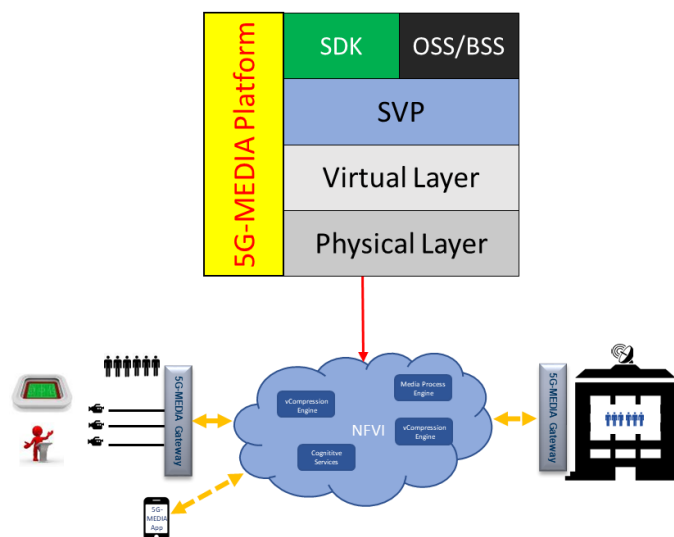 5G-MEDIA Platform
SDK
OSS/BSS
SVP
Virtual Layer
Physical Layer
5G-MEDIA Gateway
vCompression
Engine
Media Process
Engine
NFVI
vCompression
Engine
Cognititve
Services
5G-MEDIA Gateway
5G-
MEDIA
App